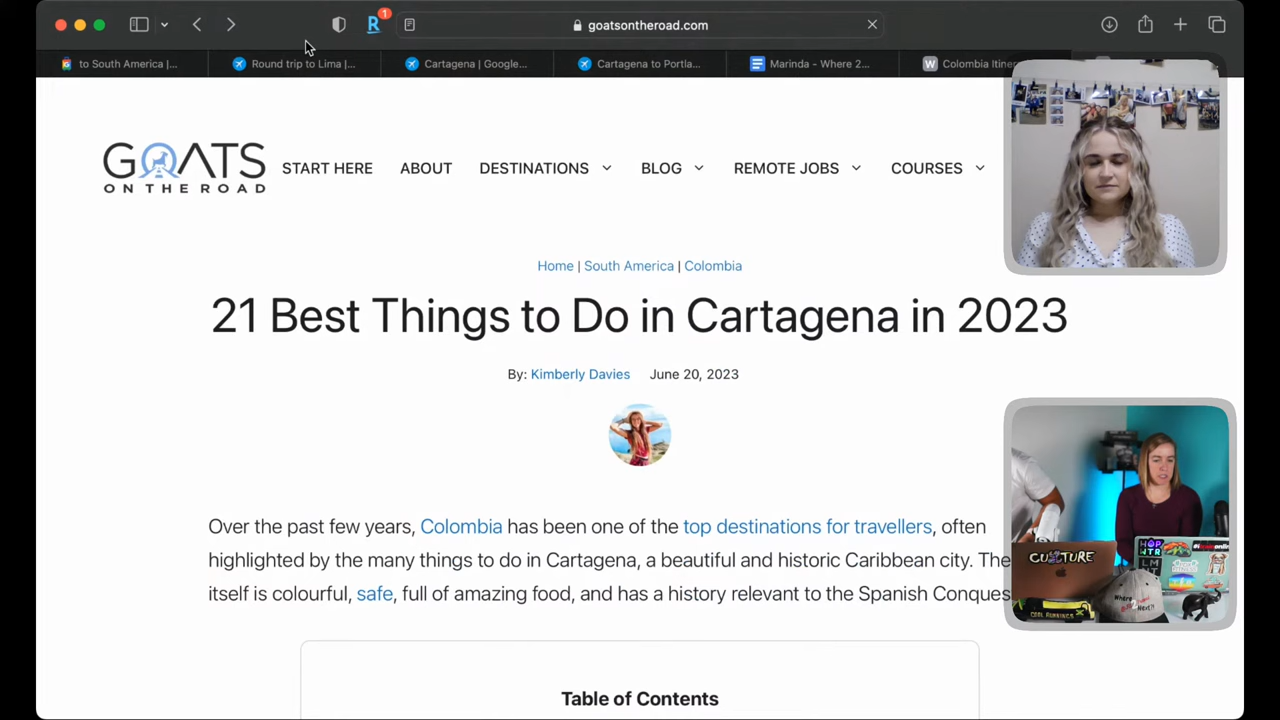 1
goatsontheroad.com
to South America |...
Round trip to Lima |...
Cartagena | Google...
Cartagena to Portla...
Marinda - Where 2...
W Colombia Itine
GOATS
ON THE ROAD
START HERE ABOUT DESTINATIONS BLOG REMOTE JOBS COURSES
Home | South America | Colombia
21 Best Things to Do in Cartagena in 2023
By: Kimberly Davies June 20, 2023
Over the past few years, Colombia has been one of the top destinations for travellers, often
highlighted by the many things to do in Cartagena, a beautiful and historic Caribbean city. The
itself is colourful, safe, full of amazing food, and has a history relevant to the Spanish Conques
Table of Contents
CULTURE
COOL RUNNINGS